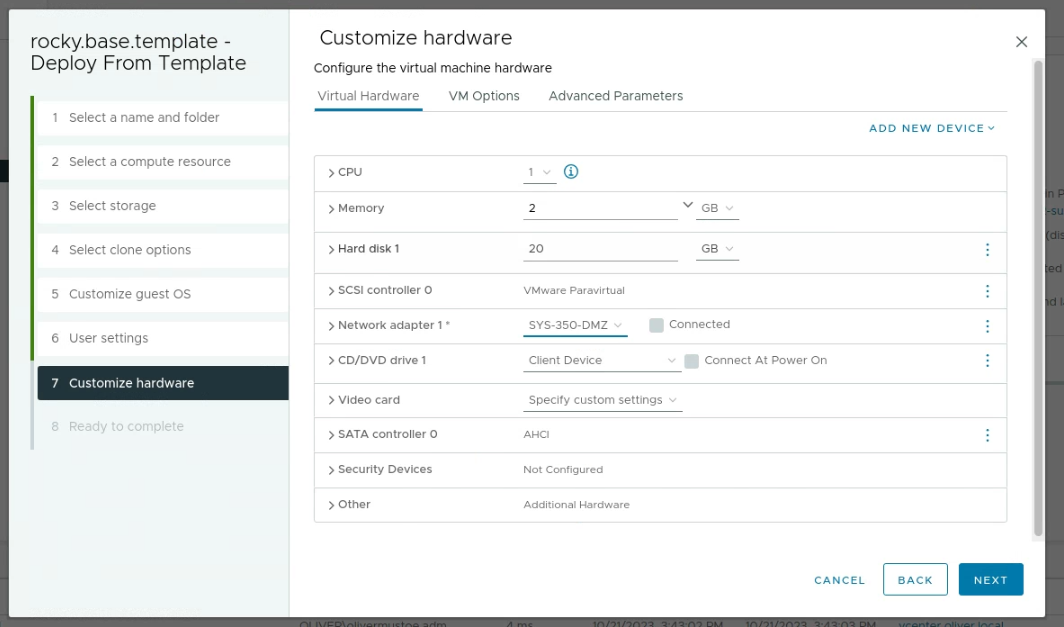 rocky.base.template -
Deploy From Template
1 Select a name and folder
2 Select a compute resource
3 Select storage
4 Select clone options
5 Customize guest OS
6 User settings
7 Customize hardware
8 Ready to complete
Customize hardware
Configure the virtual machine hardware
Virtual Hardware VM Options Advanced Parameters
ADD NEW DEVICE
CPU 1
Memory 2 GB
Hard disk 1 20 GB
SCSI controller 0 VMware Paravirtual
Network adapter 1 * SYS-350-DMZ Connected
CD/DVD drive 1 Client Device Connect At Power On
Video card Specify custom settings
SATA controller 0 AHCI
Security Devices Not Configured
Other Additional Hardware
CANCEL BACK NEXT
OLIVER\olivermustoe.adm 4 ms 10/21/2023, 3:43:02 PM 10/21/2023, 3:43:03 PM vcenter.oliver.local